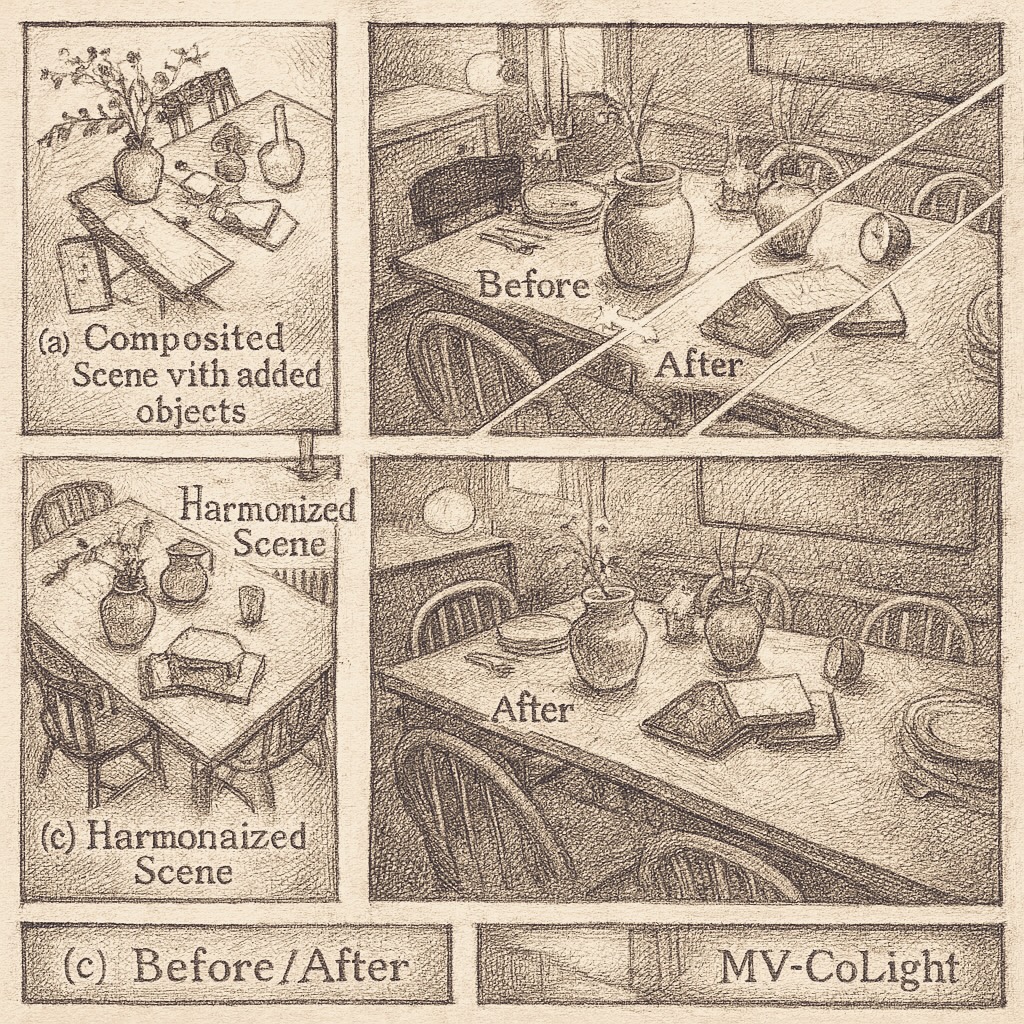 (a) Composited
Scene vith added
objects
Before
After
Harmonized
Scene
(c) Harmonaized
Scene
After
(c) Before/After
MV-CoLight